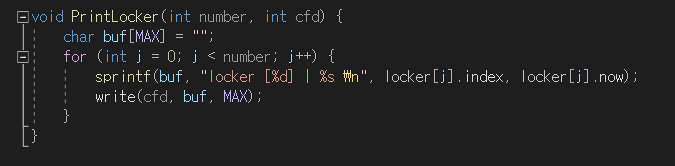 void PrintLocker(int number, int cfd) {
char buf[MAX] = "";
for (int j = 0; j < number; j++) {
sprintf(buf, "locker [%d] | %s ₩n", locker[j].index, locker[j].now);
write(cfd, buf, MAX);
}
}